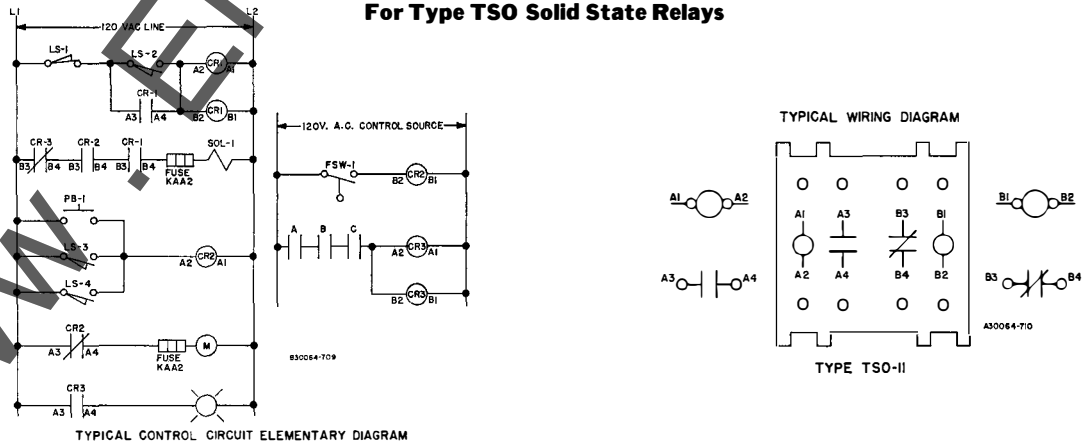 For Type TSO Solid State Relays
L1 L2
120 VAC LINE
LS-1 LS-2 A2 CR1 A1
CR-1
A3 A4 B2 CR1 B1
CR-3 CR-2 CR-1 SOL-1
B3 B4 B3 B4 B3 B4
FUSE
KAA2
PB-1
LS-3
A2 CR2 A1
LS-4
CR2
A3 A4 M
FUSE
KAA2
CR3
A3 A4
120V. A.C. CONTROL SOURCE
FSW-1
B2 CR2 B1
A B C
A2 CR3 A1
B2 CR3 B1
B30064-709
TYPICAL CONTROL CIRCUIT ELEMENTARY DIAGRAM
TYPICAL WIRING DIAGRAM
A1 A2
A3 A4
A1 A3 B3 B1
A2 A4 B4 B2
B1 B2
B3 B4
A30064-710
TYPE TSO-11